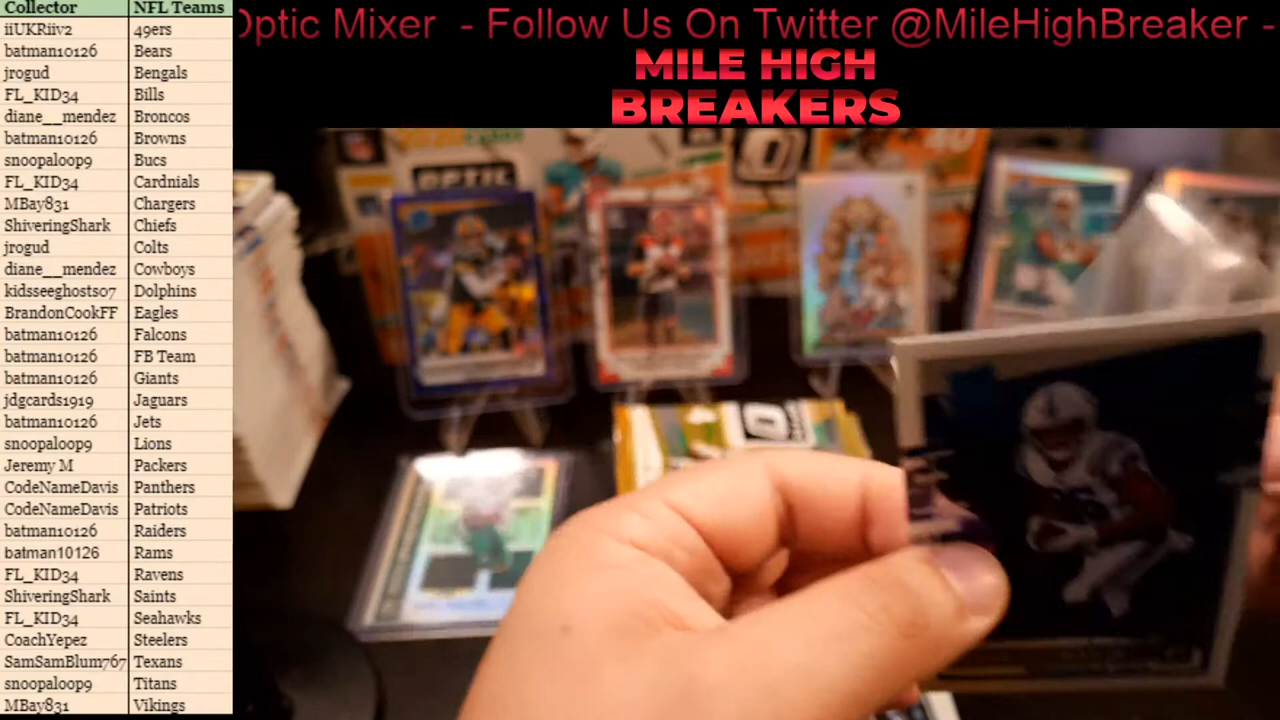 Collector NFL Teams
iiUKRiiv2 49ers
batman10126 Bears
jrogud Bengals
FL_KID34 Bills
diane__mendez Broncos
batman10126 Browns
snoopaloop9 Bucs
FL_KID34 Cardnials
MBay831 Chargers
ShiveringShark Chiefs
jrogud Colts
diane__mendez Cowboys
kidsseeghosts07 Dolphins
BrandonCookFF Eagles
batman10126 Falcons
batman10126 FB Team
batman10126 Giants
jdgcards1919 Jaguars
batman10126 Jets
snoopaloop9 Lions
Jeremy M Packers
CodeNameDavis Panthers
CodeNameDavis Patriots
batman10126 Raiders
batman10126 Rams
FL_KID34 Ravens
ShiveringShark Saints
FL_KID34 Seahawks
CoachYepez Steelers
SamSamBlum767 Texans
snoopaloop9 Titans
MBay831 Vikings
Optic Mixer - Follow Us On Twitter @MileHighBreaker -
MILE HIGH
BREAKERS
OPTIC